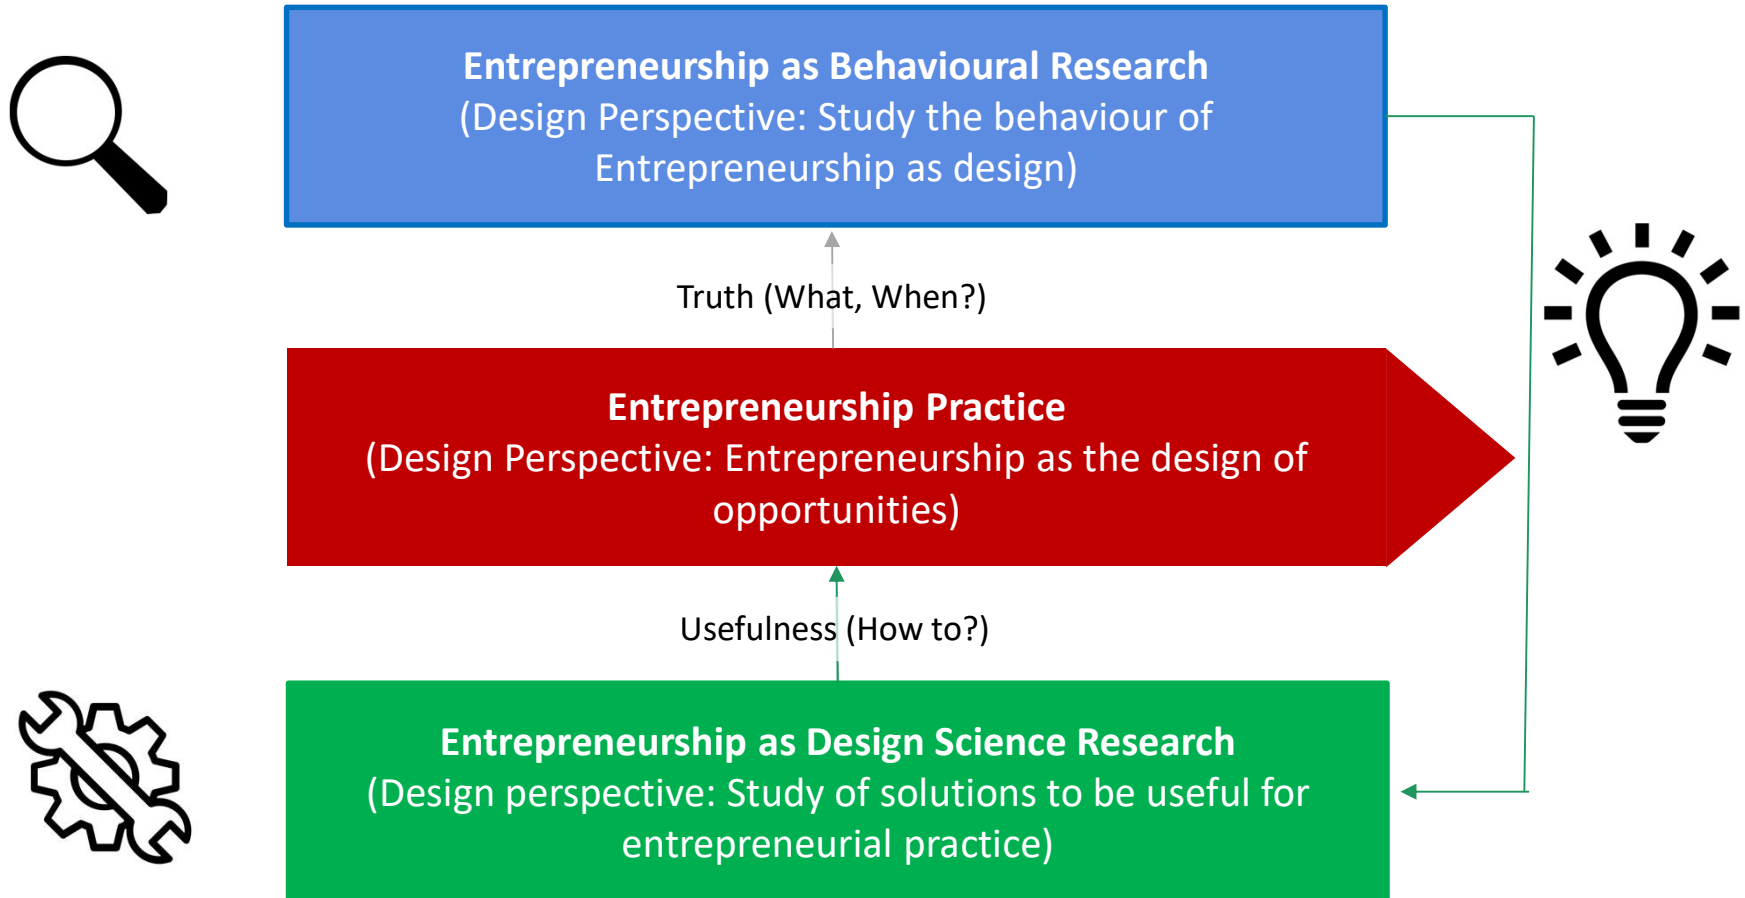 Entrepreneurship as Behavioural Research
(Design Perspective: Study the behaviour of
Entrepreneurship as design)
Truth (What, When?)
Entrepreneurship Practice
(Design Perspective: Entrepreneurship as the design of
opportunities)
Usefulness (How to?)
Entrepreneurship as Design Science Research
(Design perspective: Study of solutions to be useful for
entrepreneurial practice)